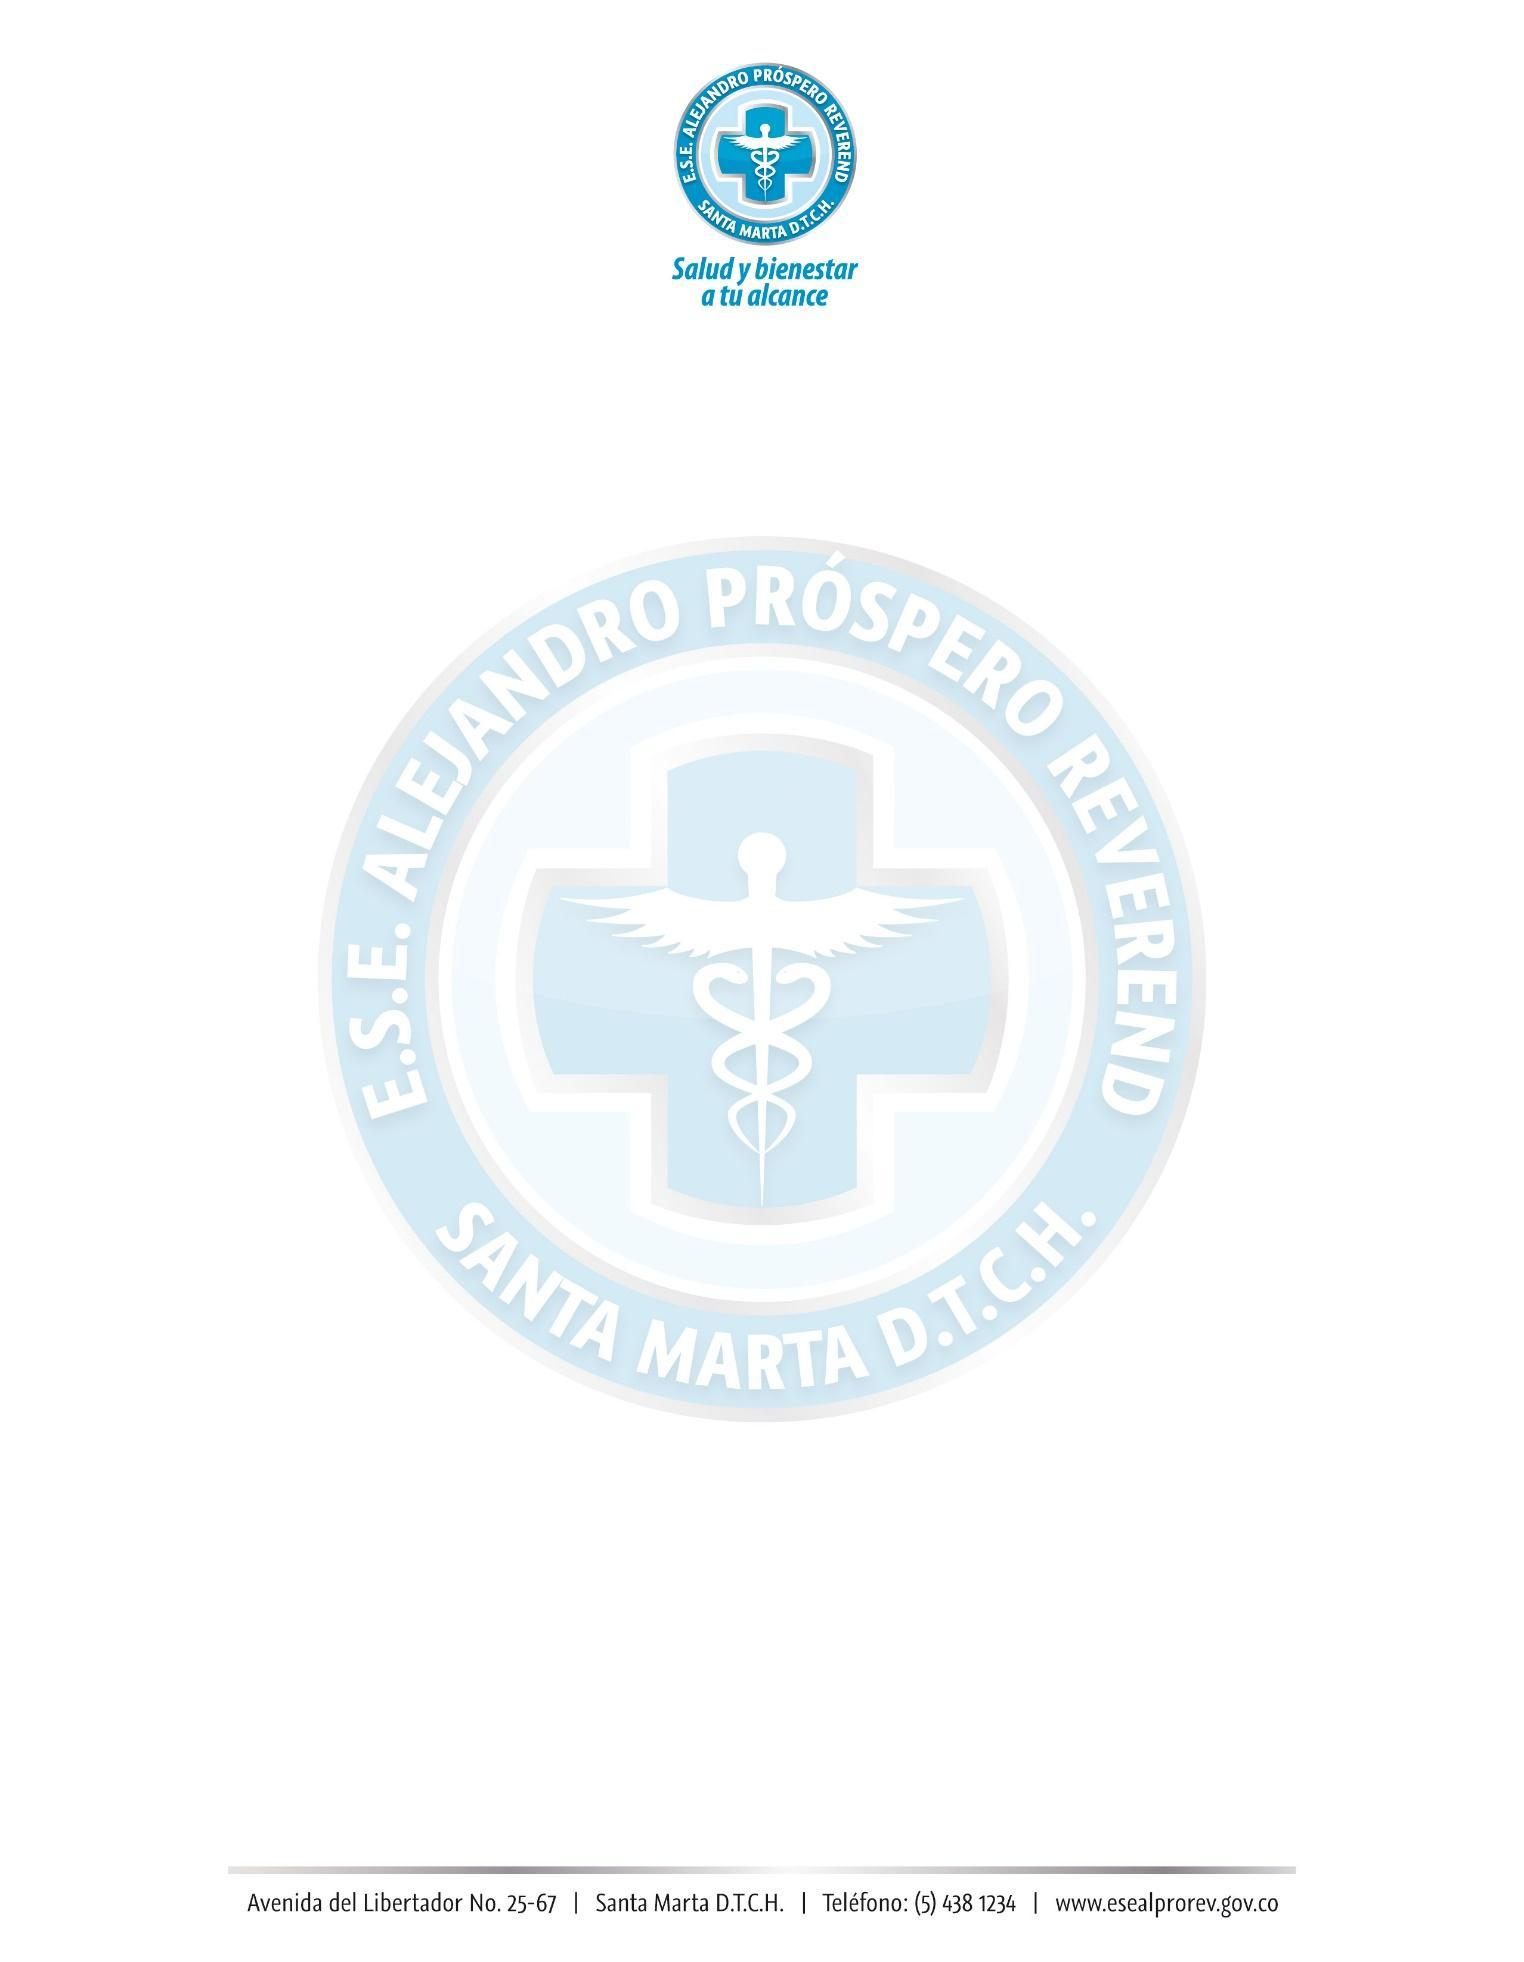 E.S.E. ALEJANDRO PRÓSPERO REVEREND
SANTA MARTA D.T.C.H.
Salud y bienestar
a tu alcance
E.S.E. ALEJANDRO PRÓSPERO REVEREND
SANTA MARTA D.T.C.H.
Avenida del Libertador No. 25-67 | Santa Marta D.T.C.H. | Teléfono: (5) 438 1234 | www.esealprorev.gov.co